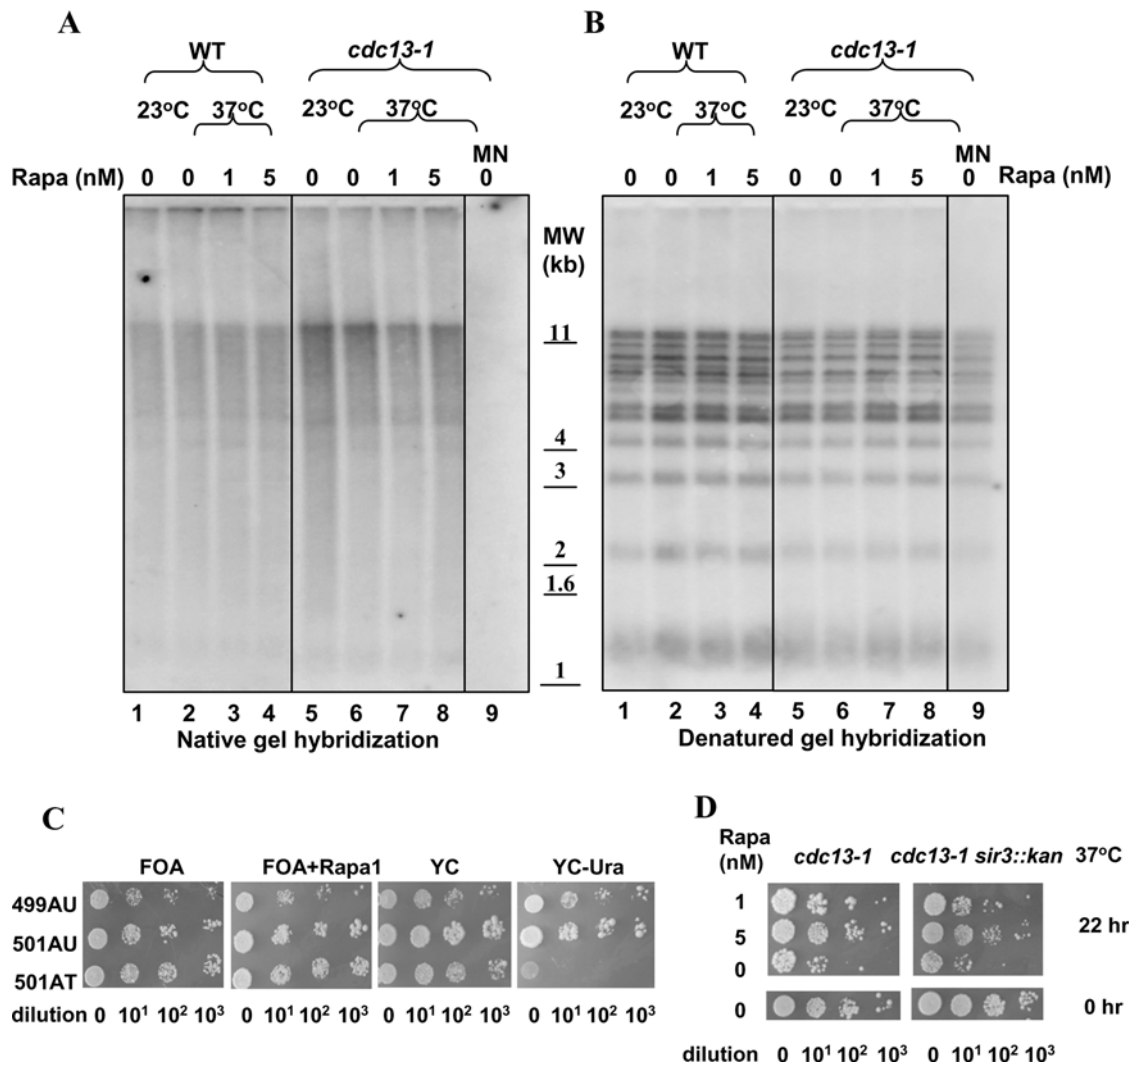 A
WT
cdc13-1
23°C 37°C 23°C 37°C
MN
Rapa (nM) 0 0 1 5 0 0 1 5 0
MW
(kb)
11
4
3
2
1.6
1
1 2 3 4 5 6 7 8 9
Native gel hybridization
B
WT
cdc13-1
23°C 37°C 23°C 37°C
MN
0 0 1 5 0 0 1 5 0 Rapa (nM)
1 2 3 4 5 6 7 8 9
Denatured gel hybridization
C
FOA FOA+Rapa1 YC YC-Ura
499AU
501AU
501AT
dilution 0 10¹ 10² 10³ 0 10¹ 10² 10³ 0 10¹ 10² 10³ 0 10¹ 10² 10³
D
Rapa
(nM) cdc13-1 cdc13-1 sir3::kan 37°C
1
5 22 hr
0
0 0 hr
dilution 0 10¹ 10² 10³ 0 10¹ 10² 10³